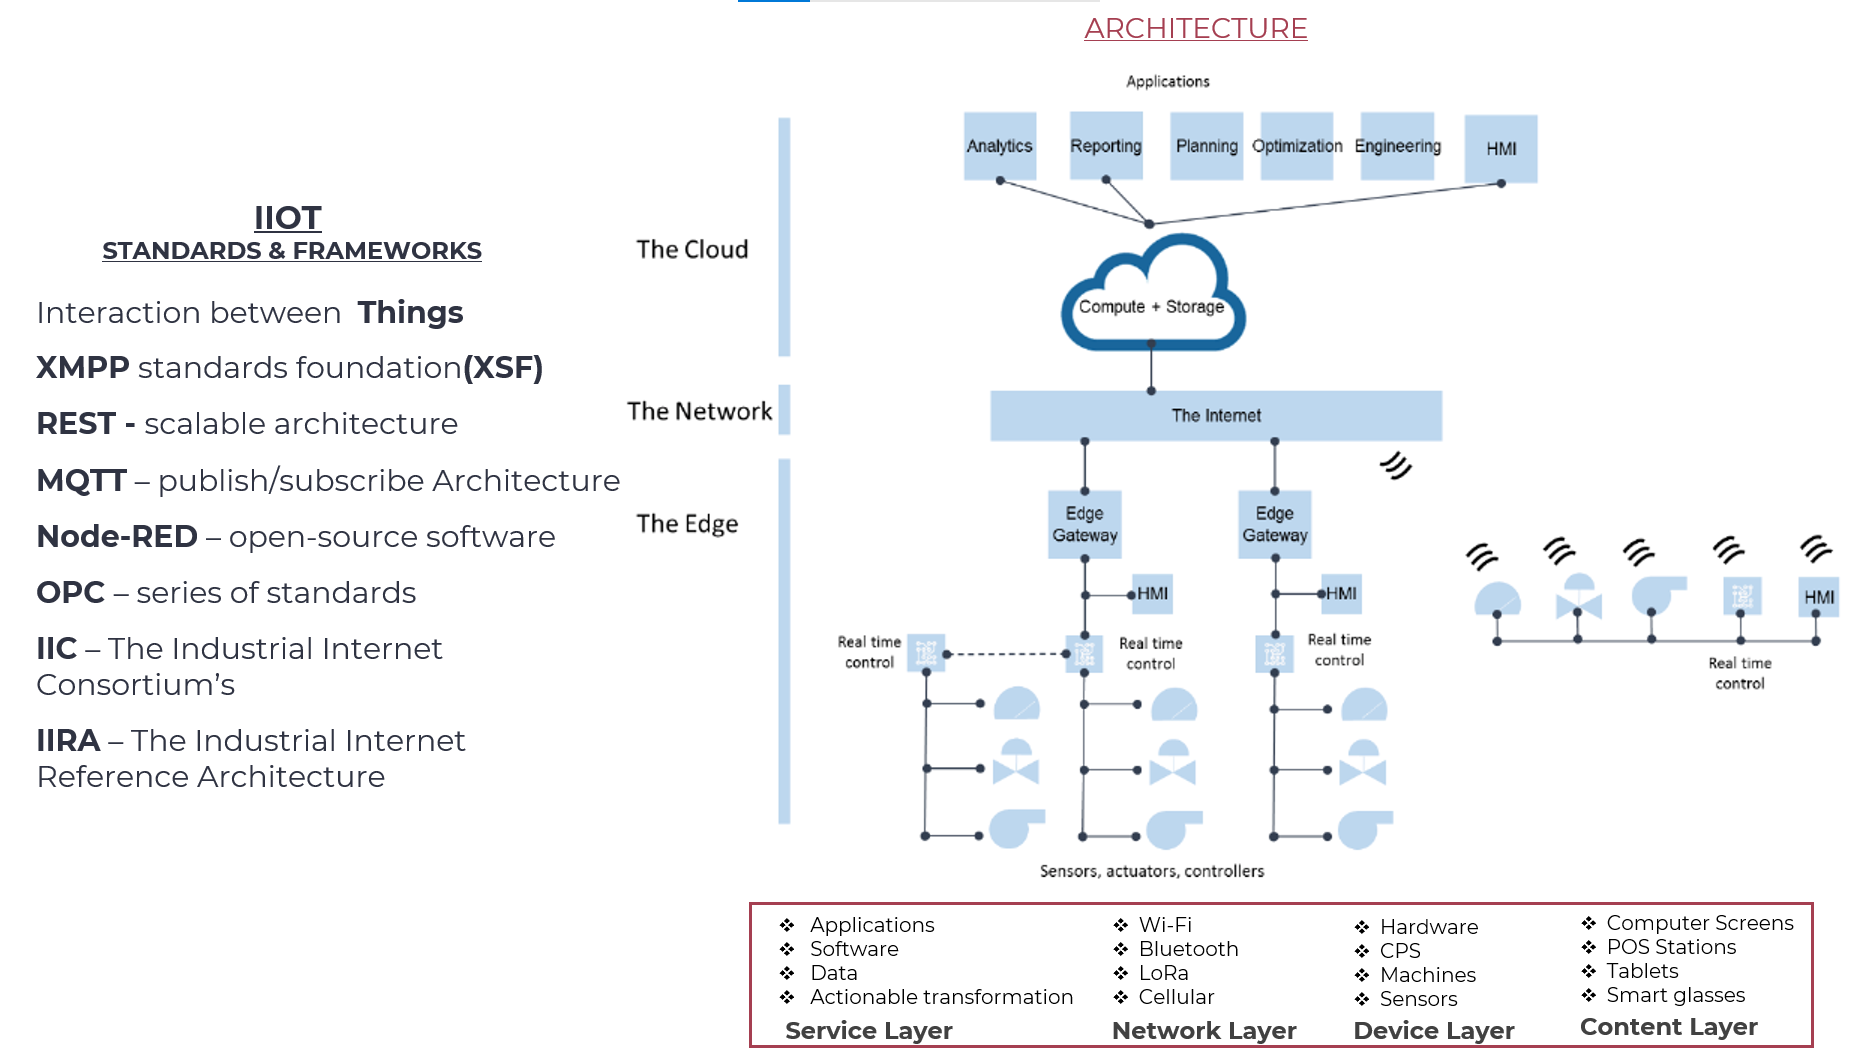 ARCHITECTURE
IIOT
STANDARDS & FRAMEWORKS
Interaction between Things
XMPP standards foundation(XSF)
REST - scalable architecture
MQTT – publish/subscribe Architecture
Node-RED – open-source software
OPC – series of standards
IIC – The Industrial Internet
Consortium’s
IIRA – The Industrial Internet
Reference Architecture
Applications
Analytics
Reporting
Planning
Optimization
Engineering
HMI
The Cloud
Compute + Storage
The Network
The Internet
The Edge
Edge
Gateway
Edge
Gateway
HMI
HMI
HMI
Real time
control
Real time
control
Real time
control
Real time
control
Sensors, actuators, controllers
❖ Applications
❖ Software
❖ Data
❖ Actionable transformation
Service Layer
❖ Wi-Fi
❖ Bluetooth
❖ LoRa
❖ Cellular
Network Layer
❖ Hardware
❖ CPS
❖ Machines
❖ Sensors
Device Layer
❖ Computer Screens
❖ POS Stations
❖ Tablets
❖ Smart glasses
Content Layer